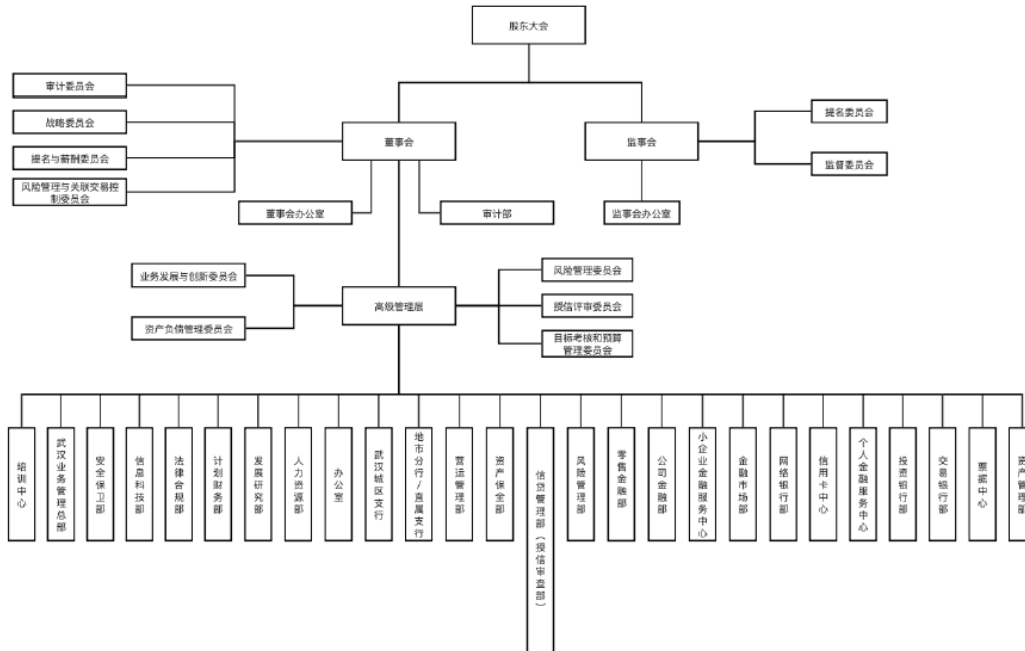 股东大会
审计委员会
战略委员会
提名与薪酬委员会
风险管理与关联交易控
制委员会
董事会
监事会
提名委员会
监督委员会
董事会办公室
审计部
监事会办公室
业务发展与创新委员会
资产负债管理委员会
高级管理层
风险管理委员会
授信评审委员会
目标考核和预算
管理委员会
培训中心
武汉业务管理总部
安全保卫部
信息科技部
法律合规部
计划财务部
发展研究部
人力资源部
办公室
武汉城区支行
地市分行/直属支行
营运管理部
资产保全部
信贷管理部（授信审查部）
风险管理部
零售金融部
公司金融部
小企业金融服务中心
金融市场部
网络银行部
信用卡中心
个人金融服务中心
投资银行部
交易银行部
票据中心
资产管理部